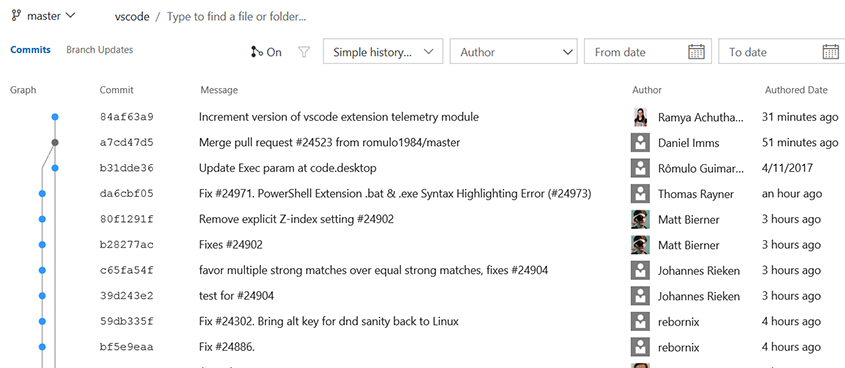 master vscode / Type to find a file or folder...
Commits Branch Updates On Simple history... Author From date To date
Graph Commit Message Author Authored Date
84af63a9 Increment version of vscode extension telemetry module Ramya Achutha... 31 minutes ago
a7cd47d5 Merge pull request #24523 from romulo1984/master Daniel Imms 51 minutes ago
b31dde36 Update Exec param at code.desktop Rômulo Guimar... 4/11/2017
da6cbf05 Fix #24971. PowerShell Extension .bat & .exe Syntax Highlighting Error (#24973) Thomas Rayner an hour ago
80f1291f Remove explicit Z-index setting #24902 Matt Bierner 3 hours ago
b28277ac Fixes #24902 Matt Bierner 3 hours ago
c65fa54f favor multiple strong matches over equal strong matches, fixes #24904 Johannes Rieken 3 hours ago
39d243e2 test for #24904 Johannes Rieken 3 hours ago
59db335f Fix #24302. Bring alt key for dnd sanity back to Linux rebornix 4 hours ago
bf5e9eaa Fix #24886. rebornix 4 hours ago